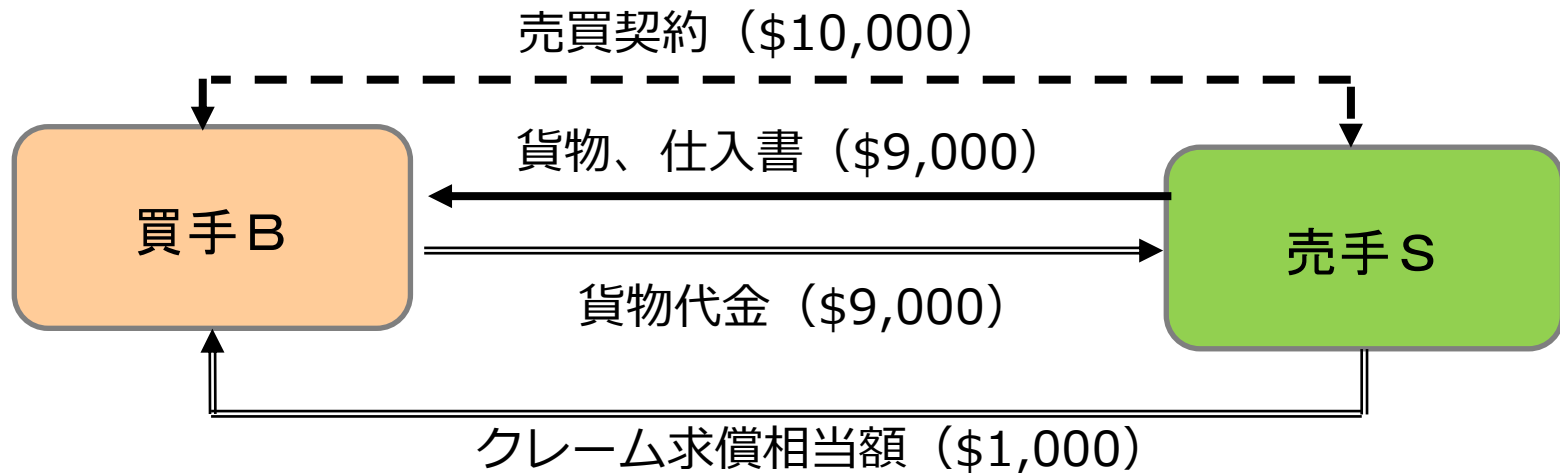 売買契約（$10,000）
貨物、仕入書（$9,000）
買手Ｂ
売手Ｓ
貨物代金（$9,000）
クレーム求償相当額（$1,000）